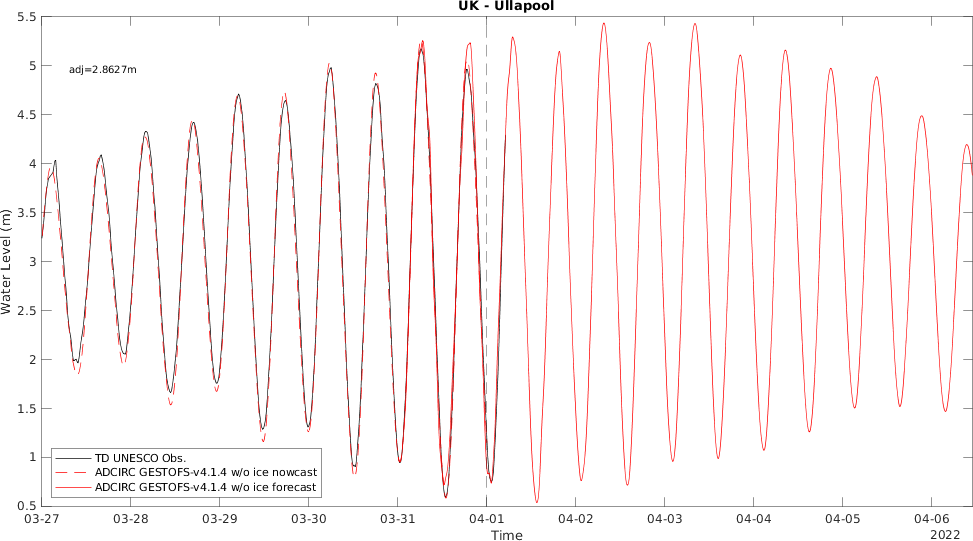 UK - Ullapool
5.5
5
4.5
4
3.5
3
2.5
2
1.5
1
0.5
Water Level (m)
adj=2.8627m
TD UNESCO Obs.
ADCIRC GESTOFS-v4.1.4 w/o ice nowcast
ADCIRC GESTOFS-v4.1.4 w/o ice forecast
03-27 03-28 03-29 03-30 03-31 04-01 04-02 04-03 04-04 04-05 04-06
Time
2022